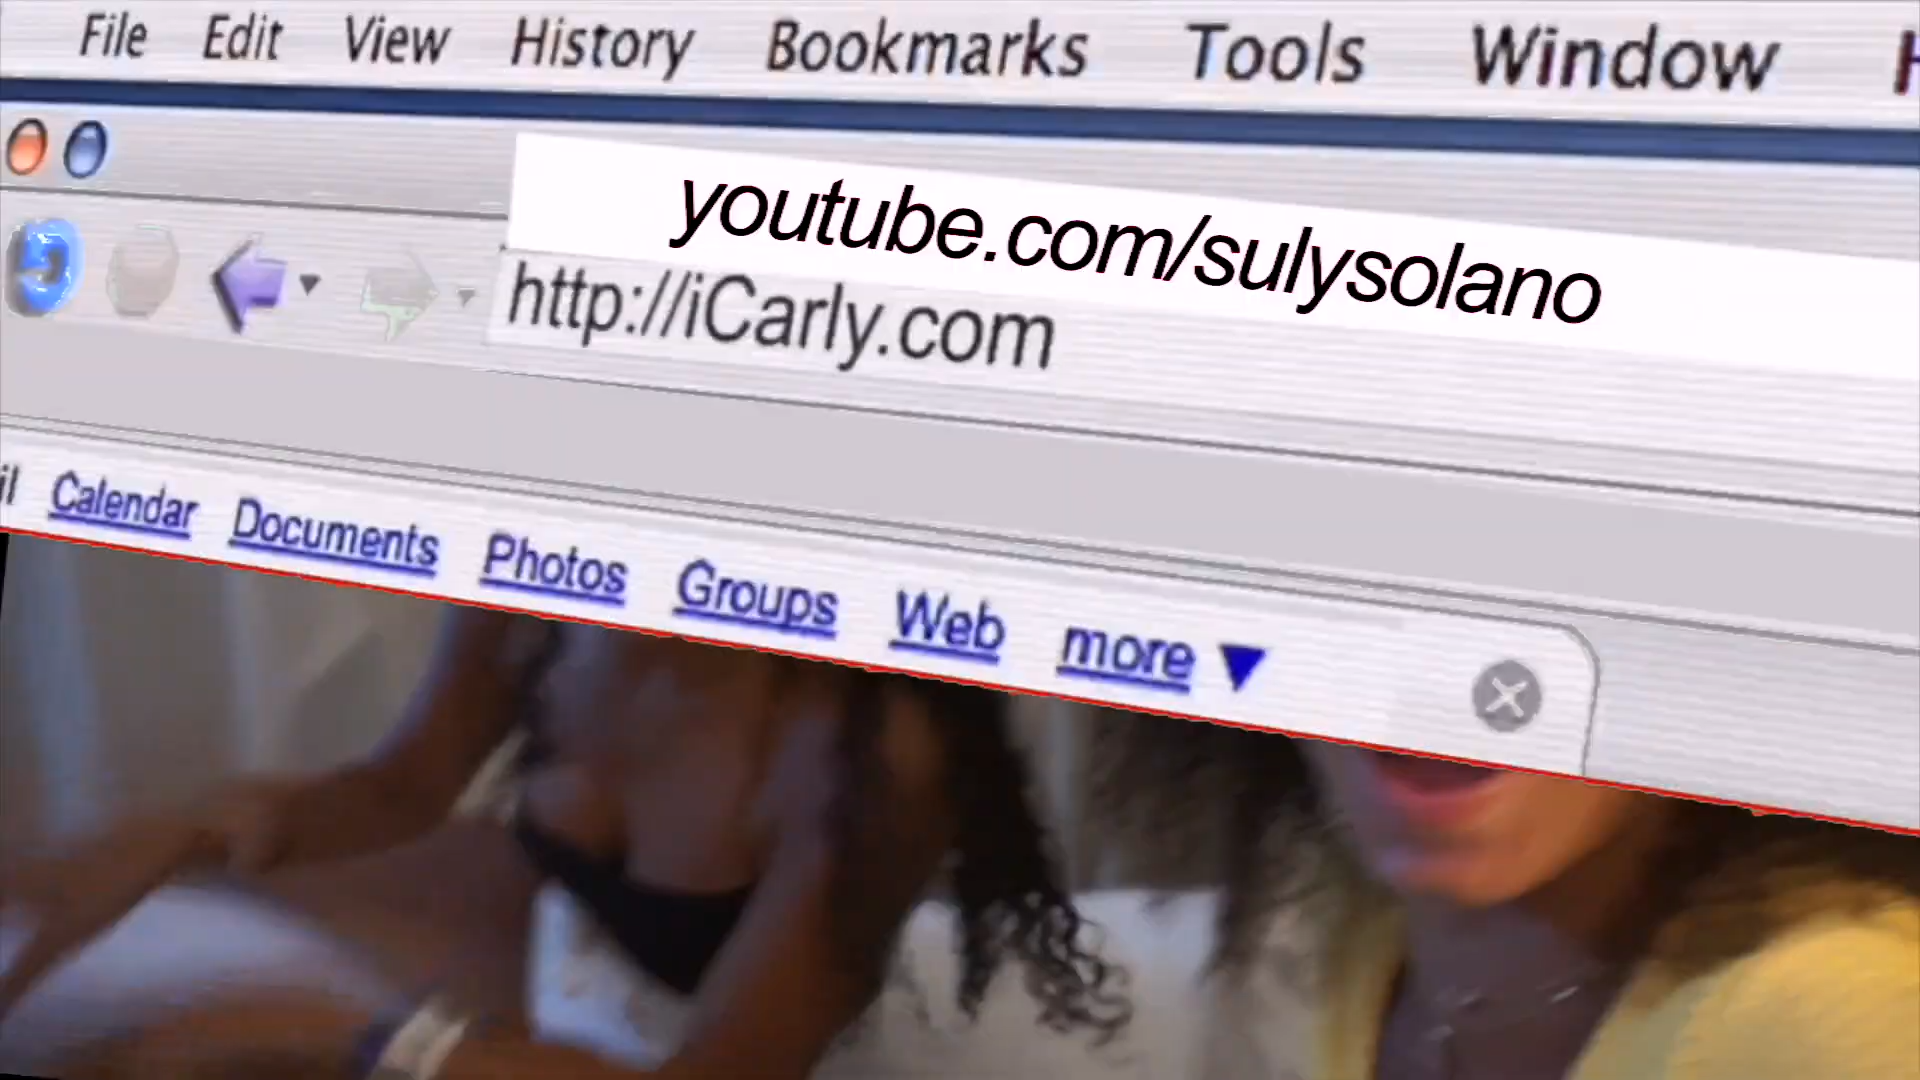 File Edit View History Bookmarks Tools Window
youtube.com/sulysolano
http://iCarly.com
Calendar Documents Photos Groups Web more